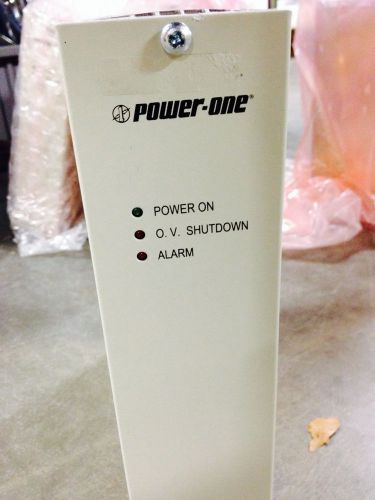 POWER-ONE®
POWER ON
O. V. SHUTDOWN
ALARM